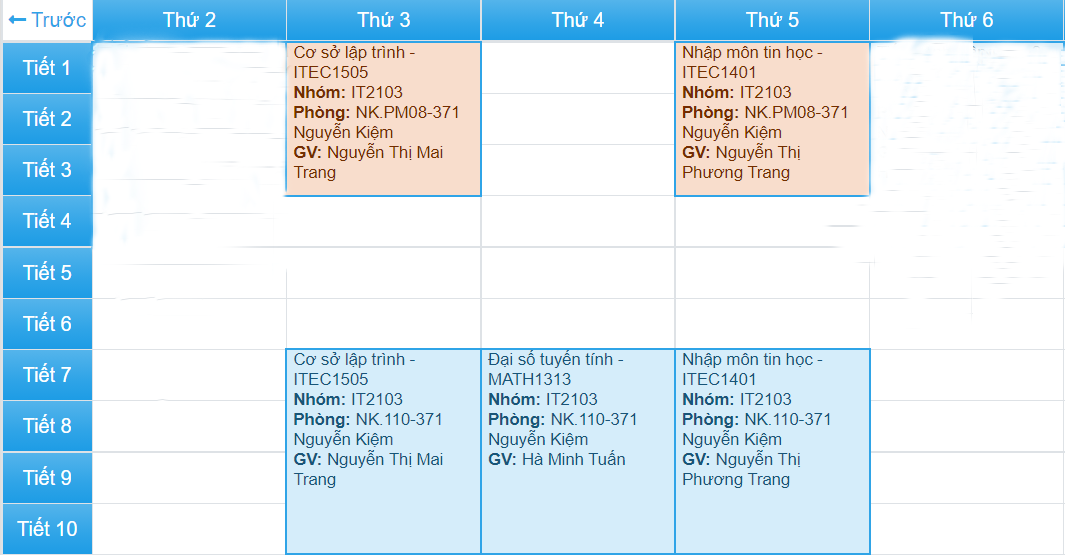 ← Trước
Thứ 2
Thứ 3
Thứ 4
Thứ 5
Thứ 6
Tiết 1
Tiết 2
Tiết 3
Tiết 4
Tiết 5
Tiết 6
Tiết 7
Tiết 8
Tiết 9
Tiết 10
Cơ sở lập trình -
ITEC1505
Nhóm: IT2103
Phòng: NK.PM08-371
Nguyễn Kiệm
GV: Nguyễn Thị Mai
Trang
Nhập môn tin học -
ITEC1401
Nhóm: IT2103
Phòng: NK.PM08-371
Nguyễn Kiệm
GV: Nguyễn Thị
Phương Trang
Cơ sở lập trình -
ITEC1505
Nhóm: IT2103
Phòng: NK.110-371
Nguyễn Kiệm
GV: Nguyễn Thị Mai
Trang
Đại số tuyến tính -
MATH1313
Nhóm: IT2103
Phòng: NK.110-371
Nguyễn Kiệm
GV: Hà Minh Tuấn
Nhập môn tin học -
ITEC1401
Nhóm: IT2103
Phòng: NK.110-371
Nguyễn Kiệm
GV: Nguyễn Thị
Phương Trang